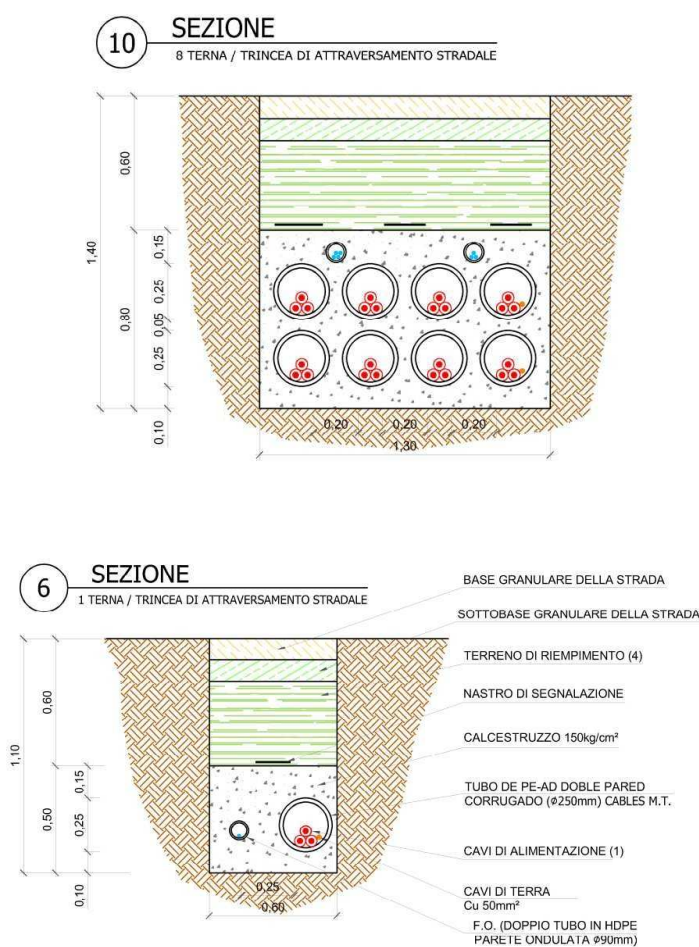 10
SEZIONE
8 TERNA / TRINCEA DI ATTRAVERSAMENTO STRADALE
1,40
0,60
0,80
0,15
0,25
0,05
0,25
0,10
0,20 0,20 0,20
1,30
6
SEZIONE
1 TERNA / TRINCEA DI ATTRAVERSAMENTO STRADALE
1,10
0,60
0,50
0,15
0,25
0,10
0,25
0,60
BASE GRANULARE DELLA STRADA
SOTTOBASE GRANULARE DELLA STRADA
TERRENO DI RIEMPIMENTO (4)
NASTRO DI SEGNALAZIONE
CALCESTRUZZO 150kg/cm²
TUBO DE PE-AD DOBLE PARED
CORRUGADO (ø250mm) CABLES M.T.
CAVI DI ALIMENTAZIONE (1)
CAVI DI TERRA
Cu 50mm²
F.O. (DOPPIO TUBO IN HDPE
PARETE ONDULATA ø90mm)